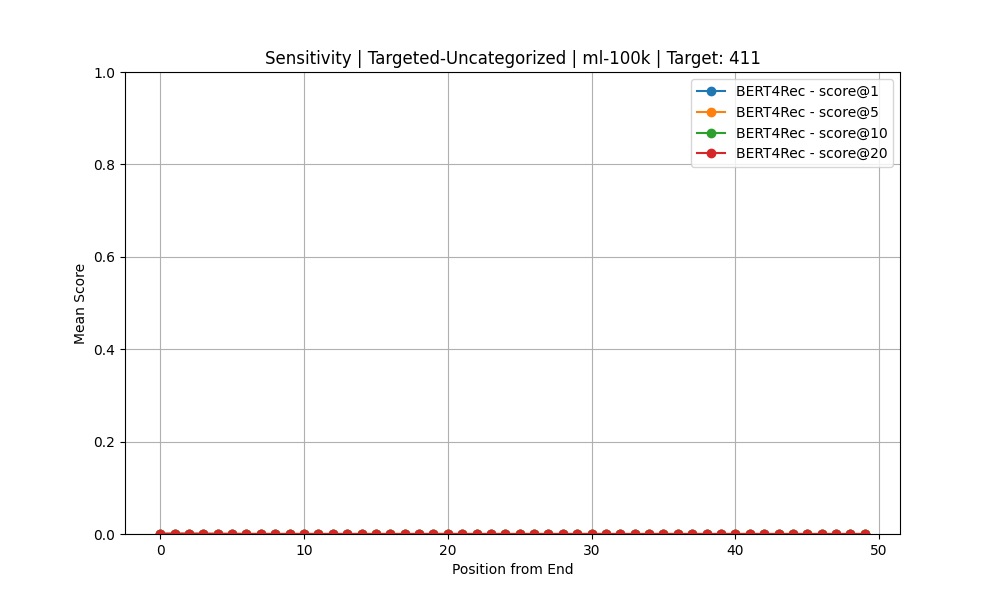 Sensitivity | Targeted-Uncategorized | ml-100k | Target: 411
BERT4Rec - score@1
BERT4Rec - score@5
BERT4Rec - score@10
BERT4Rec - score@20
Mean Score
1.0
0.8
0.6
0.4
0.2
0.0
0 10 20 30 40 50
Position from End